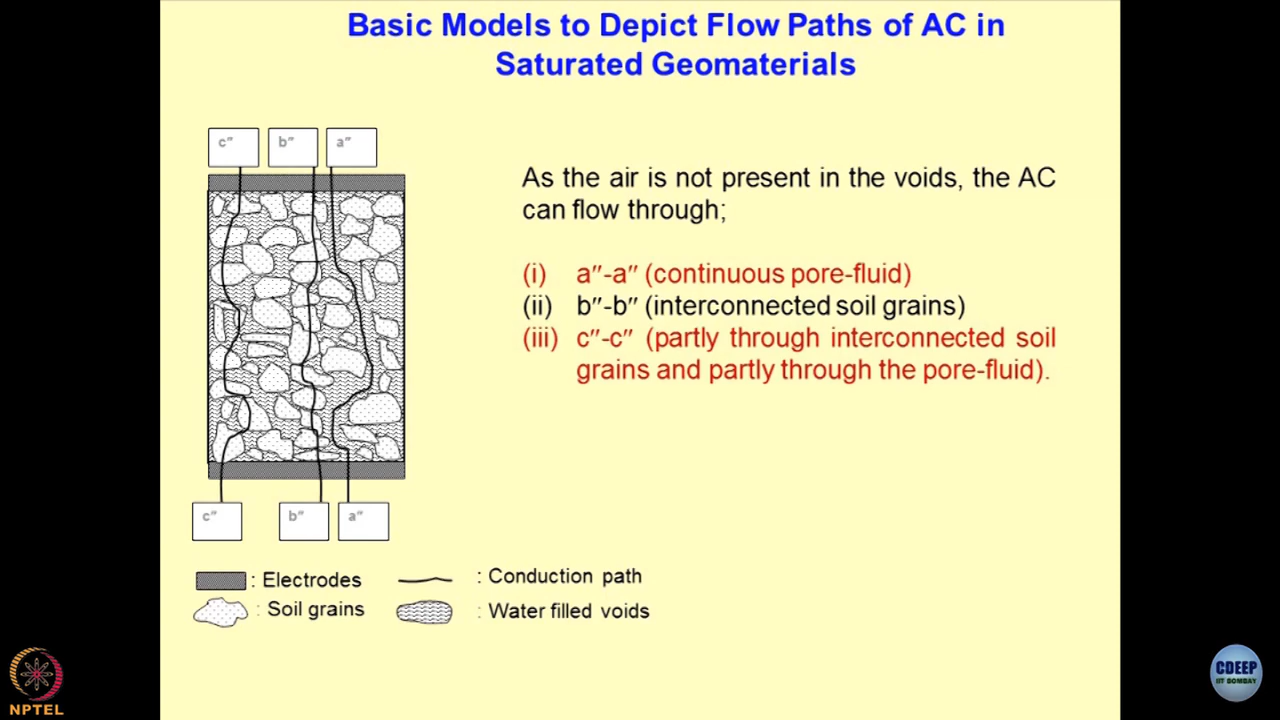 Basic Models to Depict Flow Paths of AC in
Saturated Geomaterials
c″ b″ a″
As the air is not present in the voids, the AC
can flow through;
(i) a″-a″ (continuous pore-fluid)
(ii) b″-b″ (interconnected soil grains)
(iii) c″-c″ (partly through interconnected soil
grains and partly through the pore-fluid).
c″ b″ a″
: Electrodes : Conduction path
: Soil grains : Water filled voids
NPTEL
CDEEP
IIT BOMBAY